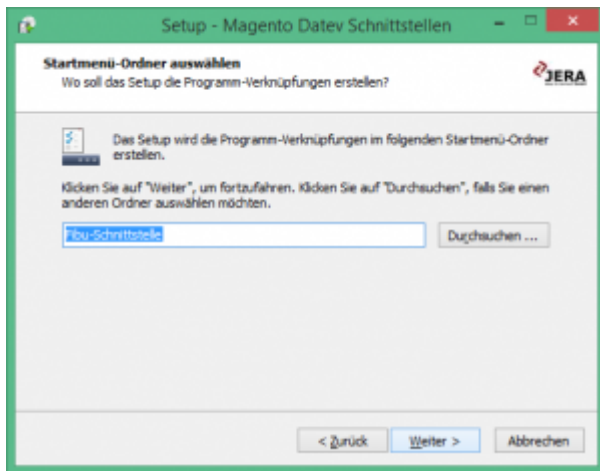 Setup - Magento Datev Schnittstellen
Startmenü-Ordner auswählen
Wo soll das Setup die Programm-Verknüpfungen erstellen?
JERA
Das Setup wird die Programm-Verknüpfungen im folgenden Startmenü-Ordner
erstellen.
Klicken Sie auf "Weiter", um fortzufahren. Klicken Sie auf "Durchsuchen", falls Sie einen
anderen Ordner auswählen möchten.
Fibu-Schnittstelle
Durchsuchen ...
< Zurück
Weiter >
Abbrechen